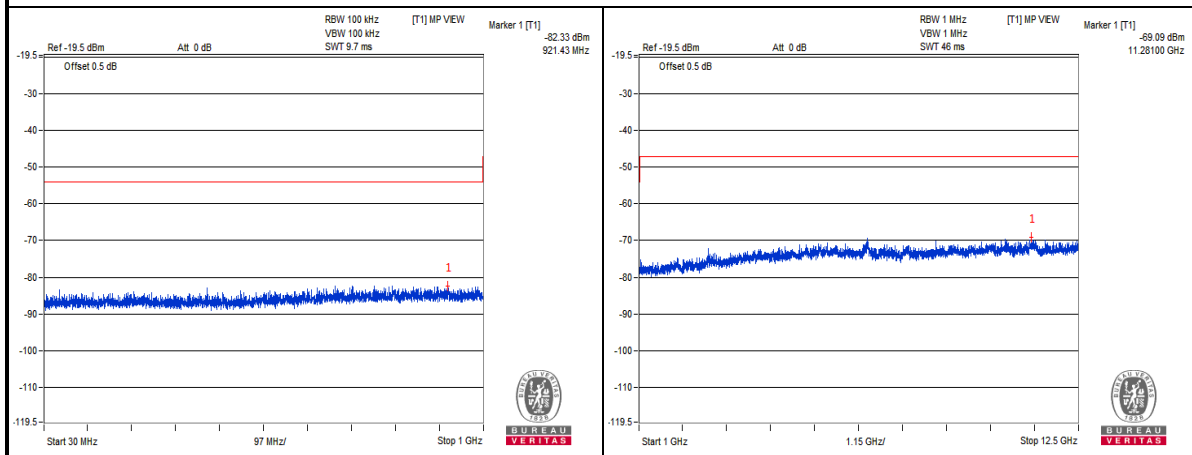 RBW 100 kHz [T1] MP VIEW
VBW 100 kHz
Ref -19.5 dBm Att 0 dB SWT 9.7 ms
Marker 1 [T1]
-82.33 dBm
921.43 MHz
Offset 0.5 dB
-19.5
-30
-40
-50
-60
-70
-80
-90
-100
-110
-119.5
1
Start 30 MHz 97 MHz/ Stop 1 GHz
BUREAU VERITAS
1828
BUREAU
VERITAS
RBW 1 MHz [T1] MP VIEW
VBW 1 MHz
Ref -19.5 dBm Att 0 dB SWT 46 ms
Marker 1 [T1]
-69.09 dBm
11.28100 GHz
Offset 0.5 dB
-19.5
-30
-40
-50
-60
-70
-80
-90
-100
-110
-119.5
1
Start 1 GHz 1.15 GHz/ Stop 12.5 GHz
BUREAU VERITAS
1828
BUREAU
VERITAS